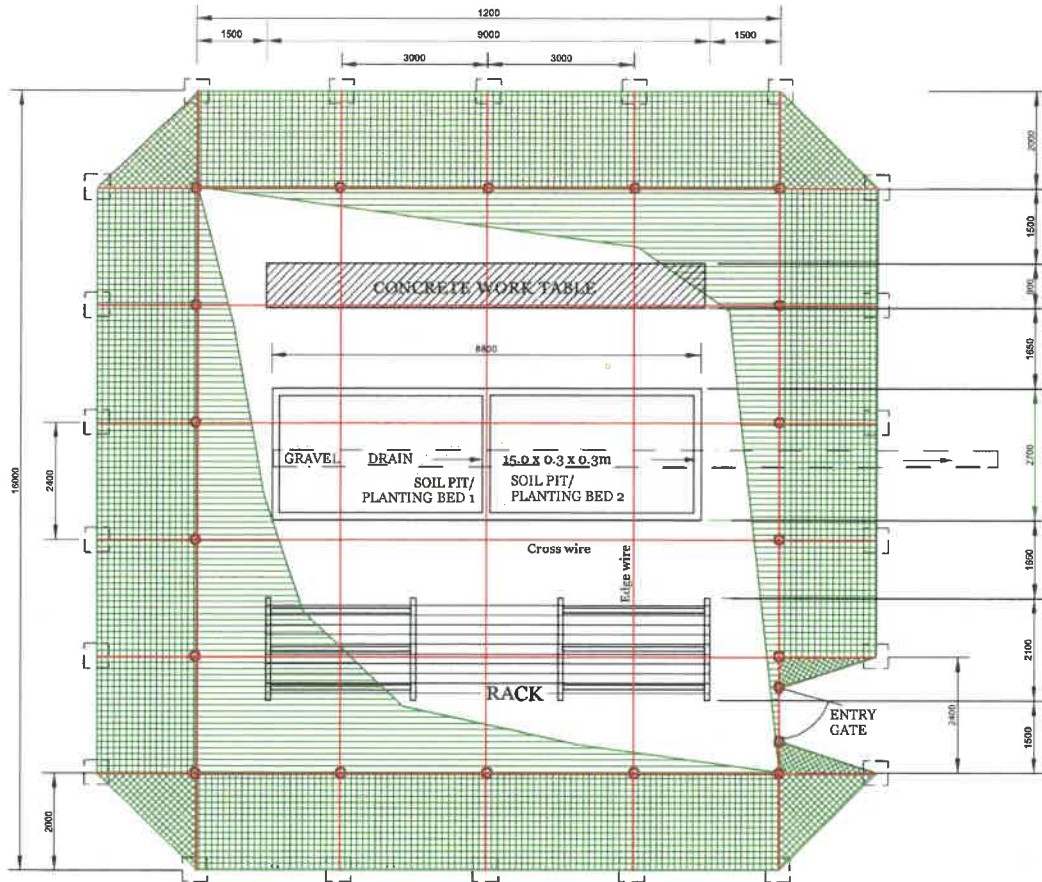 1200
1500
9000
1500
3000
3000
2000
1500
CONCRETE WORK TABLE
1650
8800
16000
2400
GRAVEL DRAIN
15.0 x 0.3 x 0.3m
SOIL PIT/
PLANTING BED 1
SOIL PIT/
PLANTING BED 2
2700
Cross wire
Edge wire
2100
RACK
ENTRY
GATE
2400
1500
2000